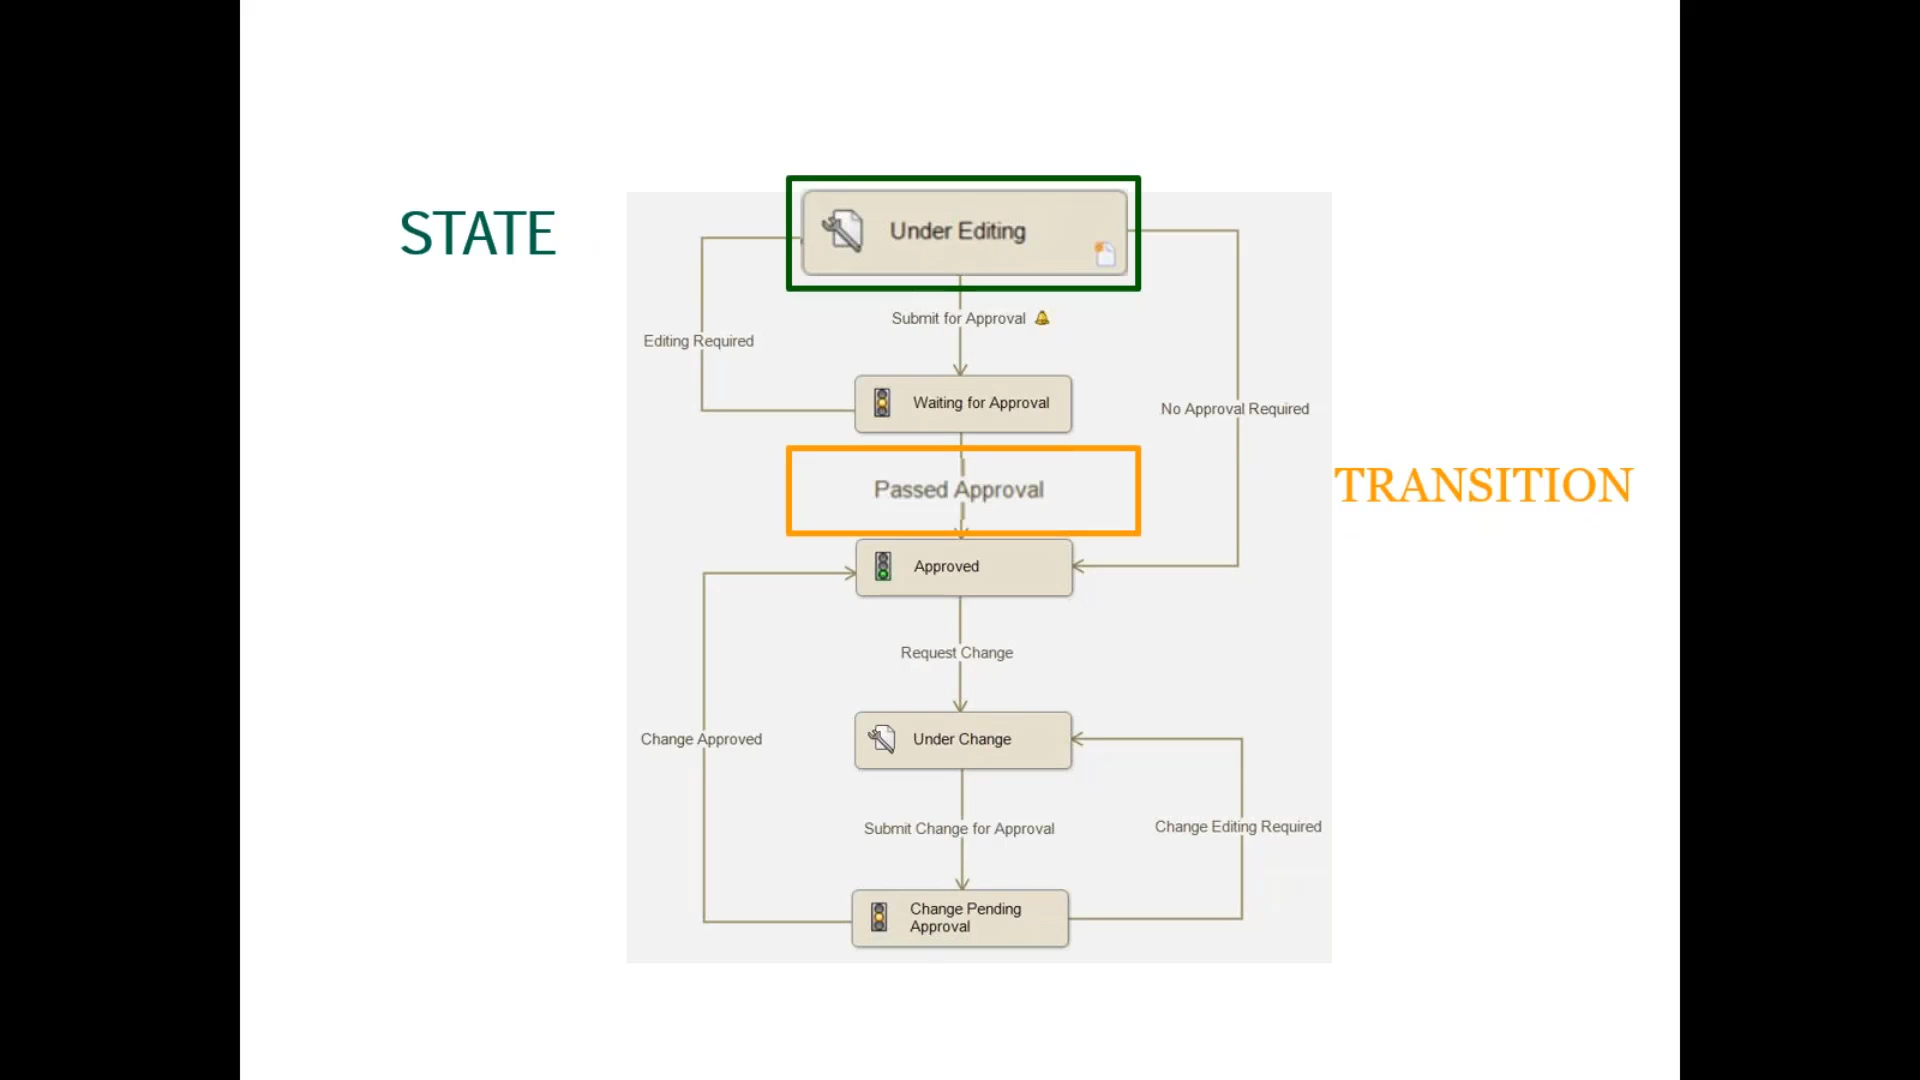 STATE
Under Editing
Submit for Approval
Editing Required
Waiting for Approval
No Approval Required
Passed Approval
TRANSITION
Approved
Request Change
Under Change
Change Approved
Submit Change for Approval
Change Editing Required
Change Pending
Approval